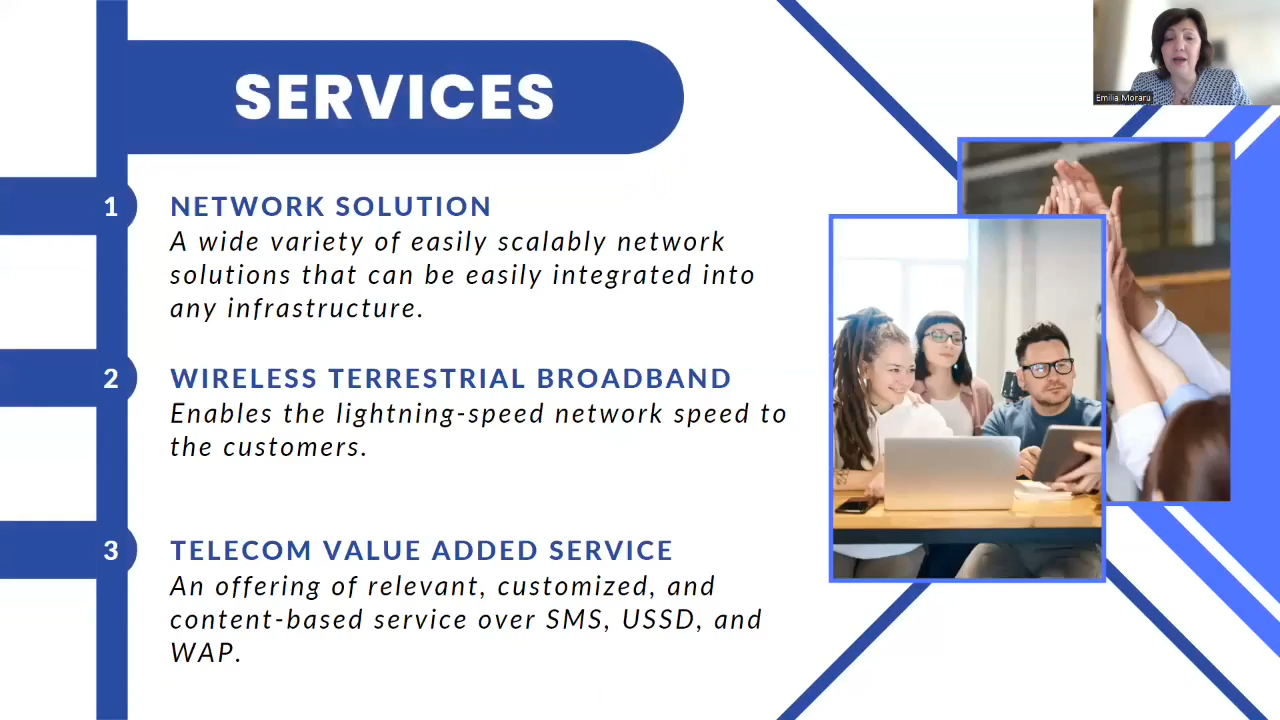 SERVICES
Emilia Moraru
1
NETWORK SOLUTION
A wide variety of easily scalably network
solutions that can be easily integrated into
any infrastructure.
2
WIRELESS TERRESTRIAL BROADBAND
Enables the lightning-speed network speed to
the customers.
3
TELECOM VALUE ADDED SERVICE
An offering of relevant, customized, and
content-based service over SMS, USSD, and
WAP.